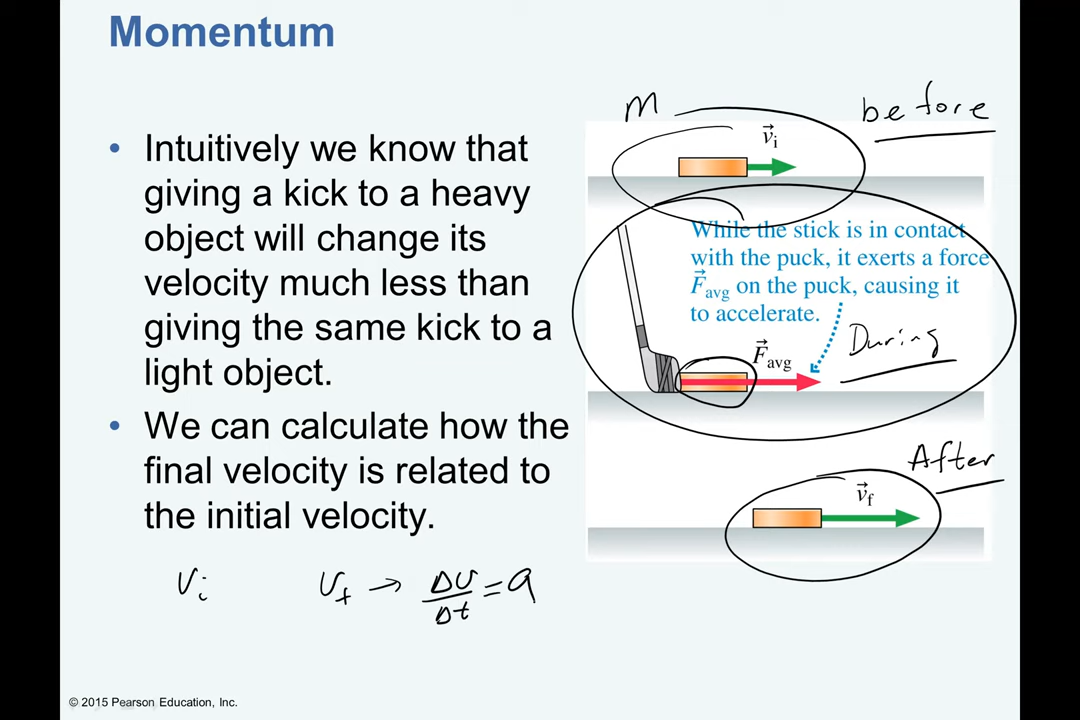 Momentum
• Intuitively we know that
giving a kick to a heavy
object will change its
velocity much less than
giving the same kick to a
light object.
• We can calculate how the
final velocity is related to
the initial velocity.
vᵢ v_f → Δv/Δt = a
m
before
v⃗ᵢ
While the stick is in contact
with the puck, it exerts a force
F⃗avg on the puck, causing it
to accelerate.
During
F⃗avg
After
v⃗f
© 2015 Pearson Education, Inc.